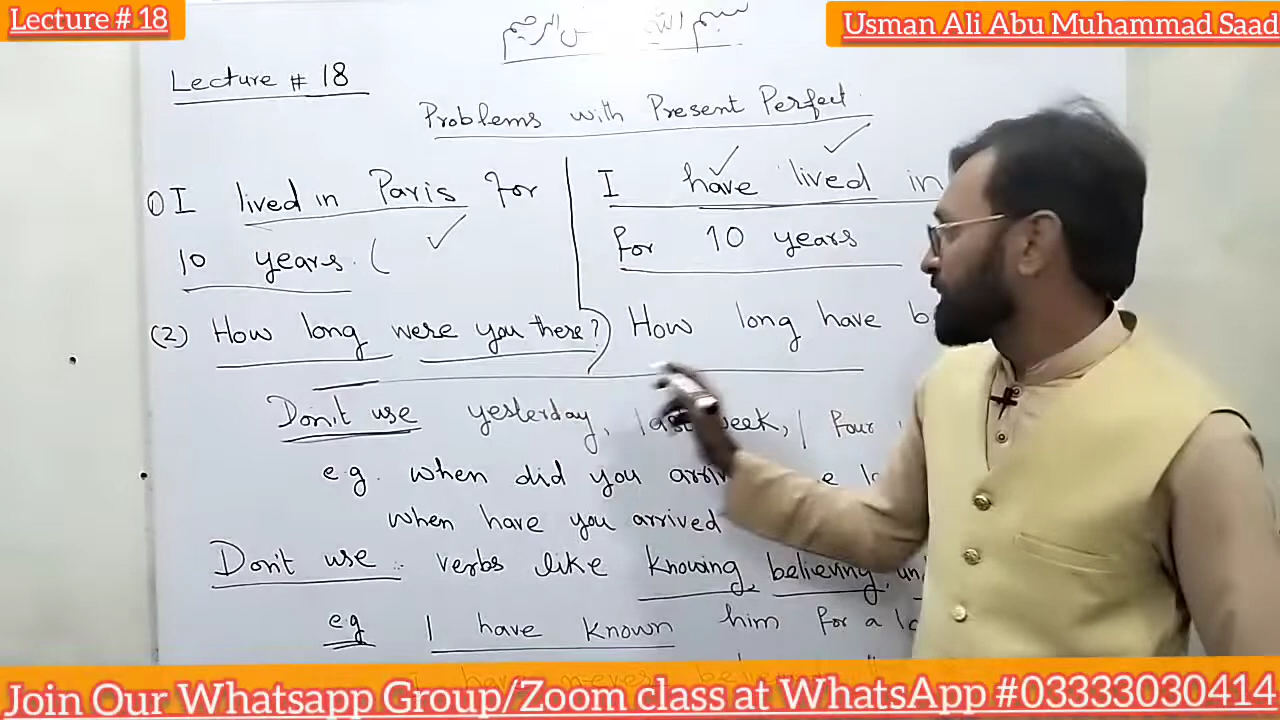 Lecture # 18
Usman Ali Abu Muhammad Saad
بسم الله
Lecture # 18
Problems with Present Perfect
① I lived in Paris for
10 years. (
I have lived in
for 10 years
(2) How long were you there?
How long have
Don't use yesterday, last week, | four
e.g. when did you
when have you arrived
Don't use verbs like knowing, believing,
eg I have known him for a
Join Our Whatsapp Group/Zoom class at WhatsApp #03333030414